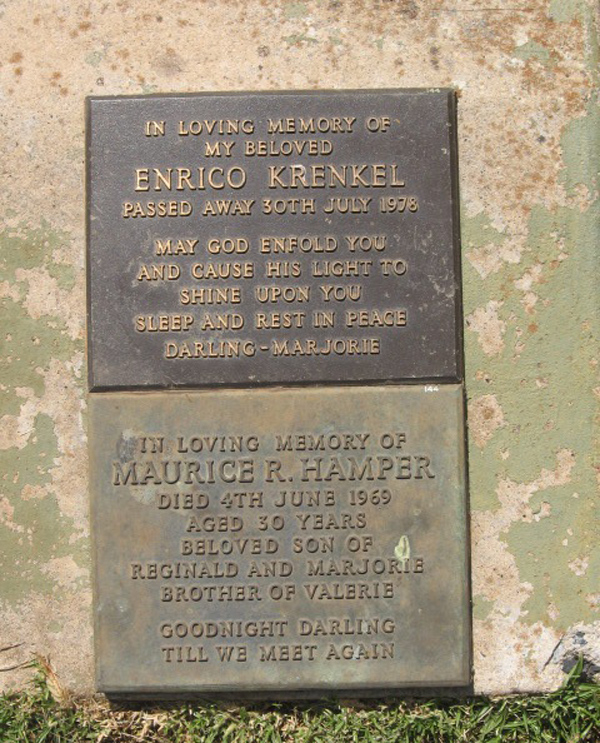 IN LOVING MEMORY OF
MY BELOVED
ENRICO KRENKEL
PASSED AWAY 30TH JULY 1978
MAY GOD ENFOLD YOU
AND CAUSE HIS LIGHT TO
SHINE UPON YOU
SLEEP AND REST IN PEACE
DARLING - MARJORIE
144
IN LOVING MEMORY OF
MAURICE R. HAMPER
DIED 4TH JUNE 1969
AGED 30 YEARS
BELOVED SON OF
REGINALD AND MARJORIE
BROTHER OF VALERIE
GOODNIGHT DARLING
TILL WE MEET AGAIN